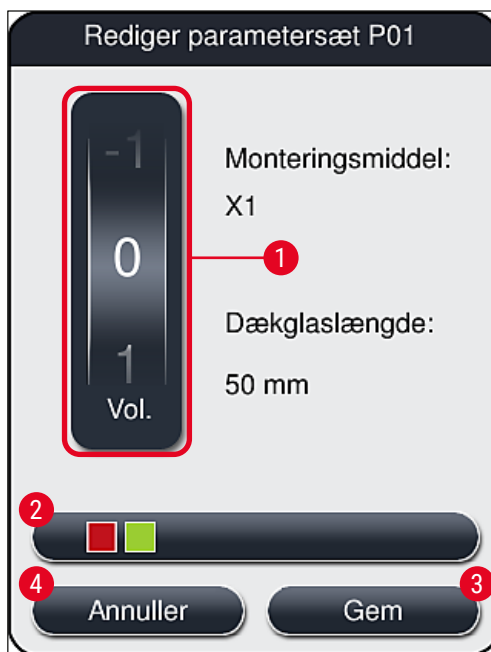 Rediger parametersæt P01
-1
0
1
Vol.
1
Monteringsmiddel:
X1
Dækglaslængde:
50 mm
2
4
Annuller
3
Gem